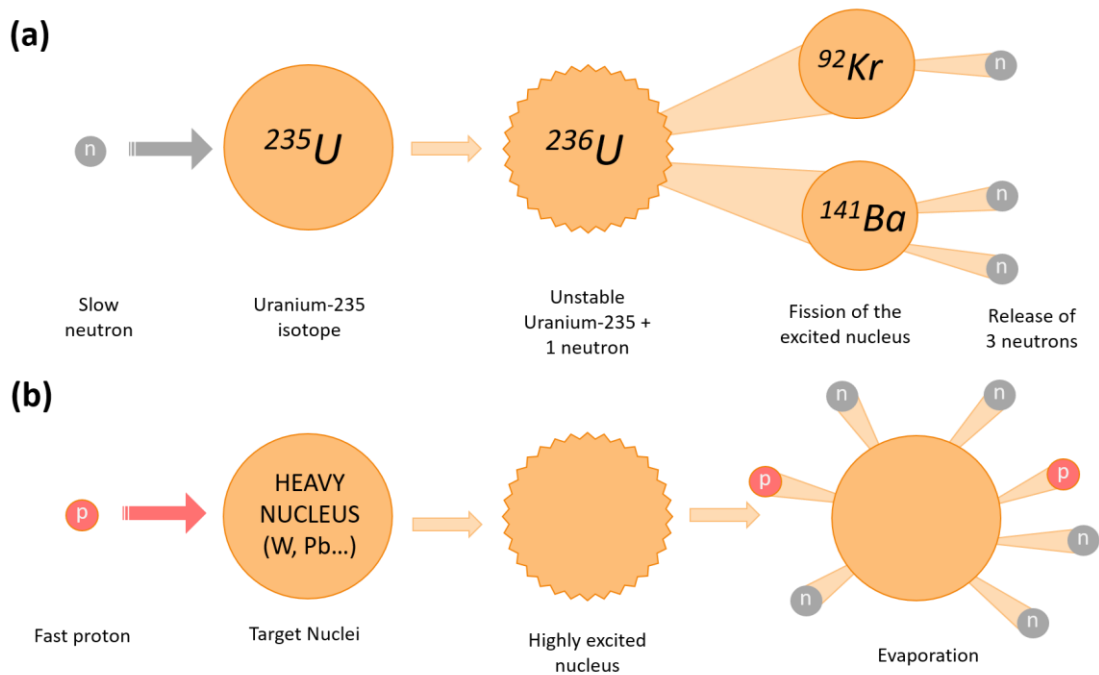 (a)
n
²³⁵U
²³⁶U
⁹²Kr
n
¹⁴¹Ba
n
n
Slow
neutron
Uranium-235
isotope
Unstable
Uranium-235 +
1 neutron
Fission of the
excited nucleus
Release of
3 neutrons
(b)
p
HEAVY
NUCLEUS
(W, Pb...)
n
n
p
p
n
n
n
Fast proton
Target Nuclei
Highly excited
nucleus
Evaporation